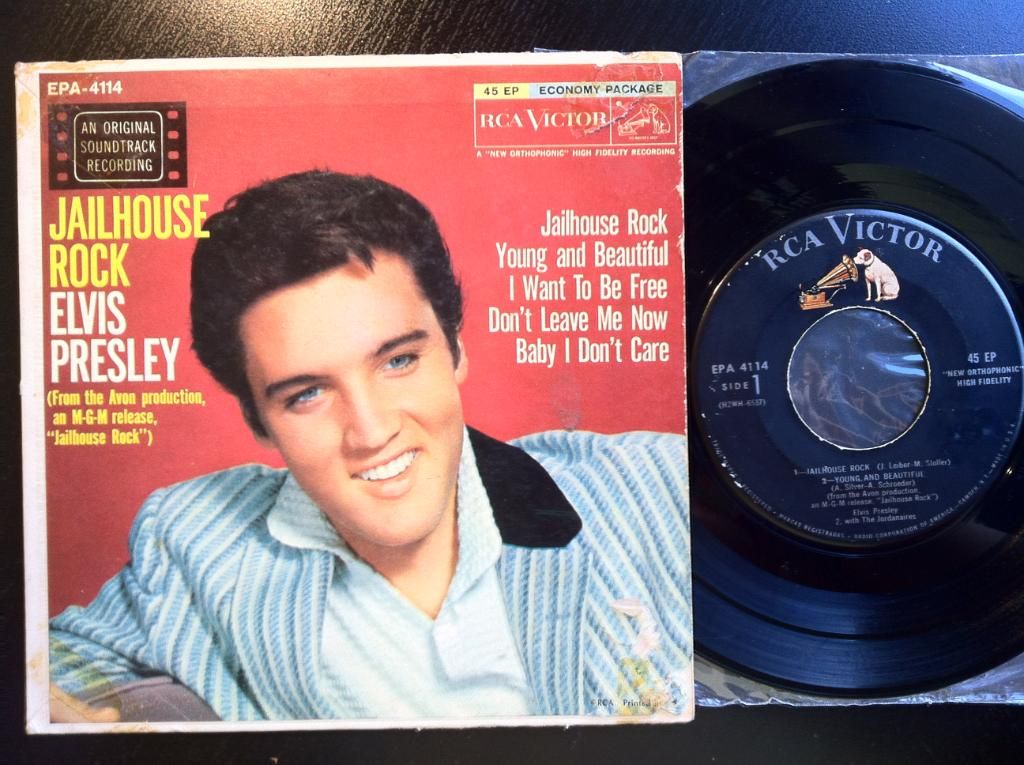 EPA-4114
AN ORIGINAL
SOUNDTRACK
RECORDING
JAILHOUSE
ROCK
ELVIS
PRESLEY
(From the Avon production,
an M-G-M release,
"Jailhouse Rock")
45 EP ECONOMY PACKAGE
RCA VICTOR
A "NEW ORTHOPHONIC" HIGH FIDELITY RECORDING
Jailhouse Rock
Young and Beautiful
I Want To Be Free
Don't Leave Me Now
Baby I Don't Care
©RCA Printed
RCA VICTOR
EPA 4114
SIDE 1
45 EP
"NEW ORTHOPHONIC"
HIGH FIDELITY
1—JAILHOUSE ROCK (J. Leiber-M. Stoller)
2—YOUNG AND BEAUTIFUL
(A. Silver-A. Schroeder)
(from the Avon production,
an M-G-M release, "Jailhouse Rock")
Elvis Presley
2. with The Jordanaires